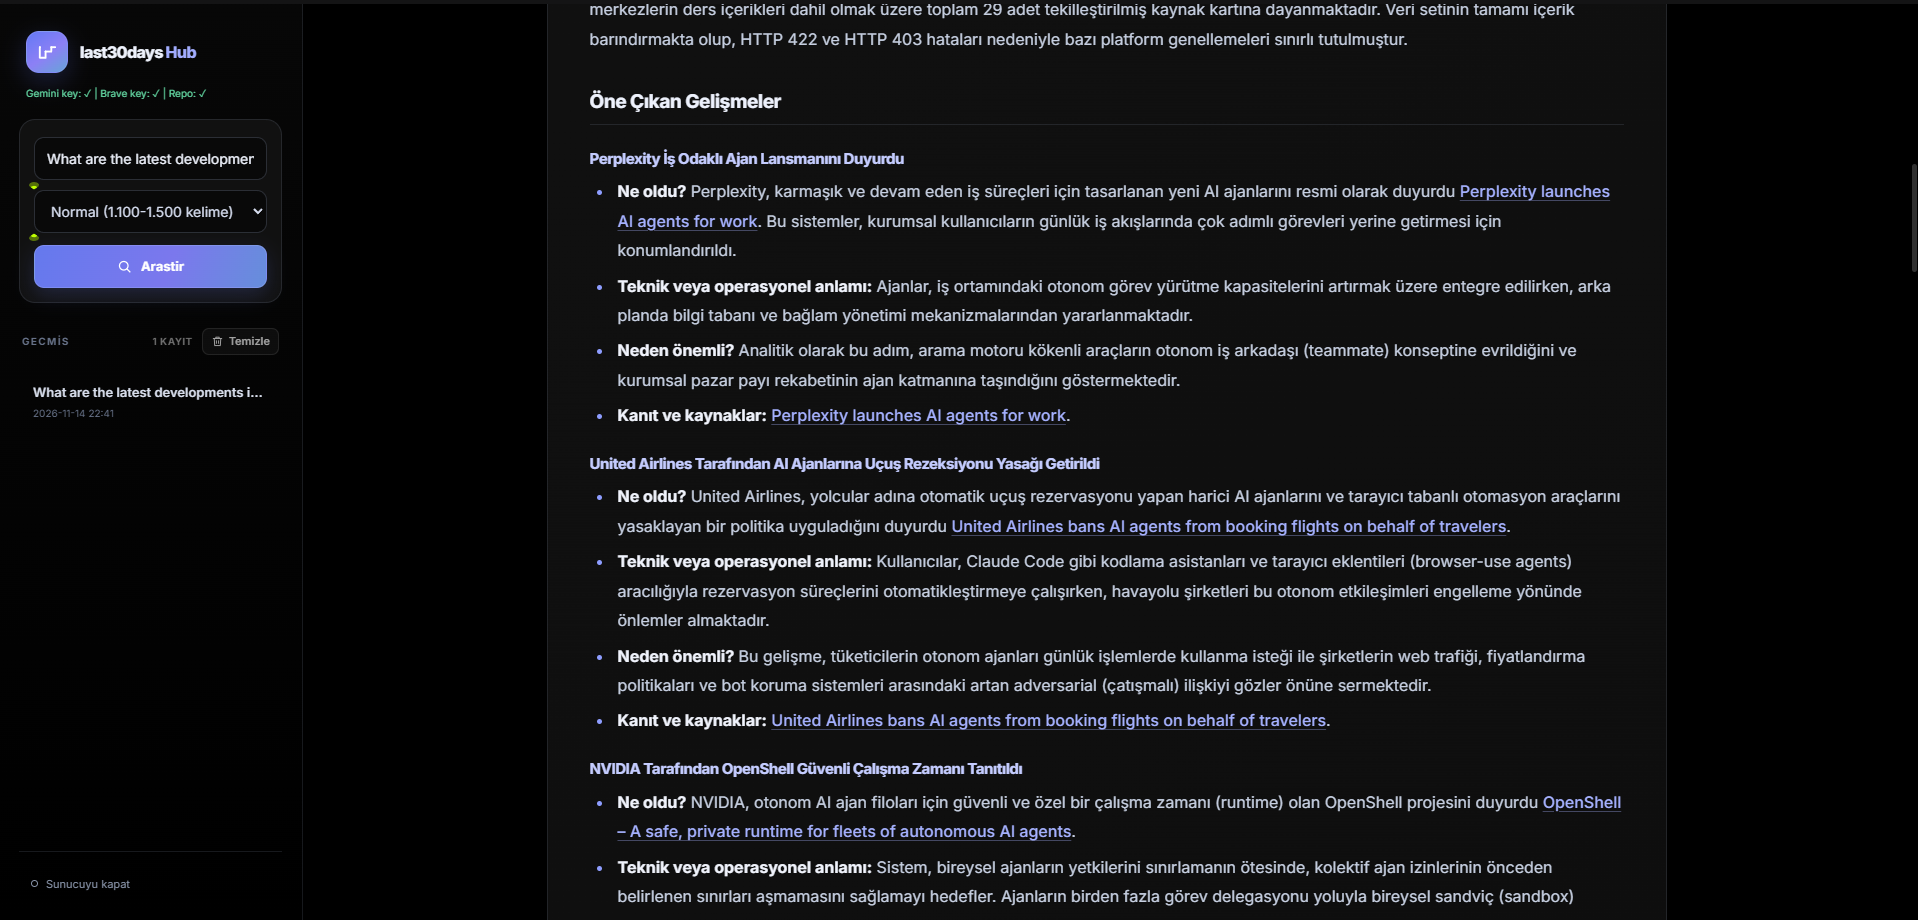 last30days Hub
Gemini key: ✓ | Brave key: ✓ | Repo: ✓
What are the latest developmen
Normal (1.100-1.500 kelime)
Arastir
GECMİS
1 KAYIT
Temizle
What are the latest developments i...
2026-11-14 22:41
Sunucuyu kapat
merkezlerin ders içerikleri dahil olmak üzere toplam 29 adet tekilleştirilmiş kaynak kartına dayanmaktadır. Veri setinin tamamı içerik
barındırmakta olup, HTTP 422 ve HTTP 403 hataları nedeniyle bazı platform genellemeleri sınırlı tutulmuştur.
Öne Çıkan Gelişmeler
Perplexity İş Odaklı Ajan Lansmanını Duyurdu
Ne oldu? Perplexity, karmaşık ve devam eden iş süreçleri için tasarlanan yeni AI ajanlarını resmi olarak duyurdu Perplexity launches
AI agents for work. Bu sistemler, kurumsal kullanıcıların günlük iş akışlarında çok adımlı görevleri yerine getirmesi için
konumlandırıldı.
Teknik veya operasyonel anlamı: Ajanlar, iş ortamındaki otonom görev yürütme kapasitelerini artırmak üzere entegre edilirken, arka
planda bilgi tabanı ve bağlam yönetimi mekanizmalarından yararlanmaktadır.
Neden önemli? Analitik olarak bu adım, arama motoru kökenli araçların otonom iş arkadaşı (teammate) konseptine evrildiğini ve
kurumsal pazar payı rekabetinin ajan katmanına taşındığını göstermektedir.
Kanıt ve kaynaklar: Perplexity launches AI agents for work.
United Airlines Tarafından AI Ajanlarına Uçuş Rezeksiyonu Yasağı Getirildi
Ne oldu? United Airlines, yolcular adına otomatik uçuş rezervasyonu yapan harici AI ajanlarını ve tarayıcı tabanlı otomasyon araçlarını
yasaklayan bir politika uyguladığını duyurdu United Airlines bans AI agents from booking flights on behalf of travelers.
Teknik veya operasyonel anlamı: Kullanıcılar, Claude Code gibi kodlama asistanları ve tarayıcı eklentileri (browser-use agents)
aracılığıyla rezervasyon süreçlerini otomatikleştirmeye çalışırken, havayolu şirketleri bu otonom etkileşimleri engelleme yönünde
önlemler almaktadır.
Neden önemli? Bu gelişme, tüketicilerin otonom ajanları günlük işlemlerde kullanma isteği ile şirketlerin web trafiği, fiyatlandırma
politikaları ve bot koruma sistemleri arasındaki artan adversarial (çatışmalı) ilişkiyi gözler önüne sermektedir.
Kanıt ve kaynaklar: United Airlines bans AI agents from booking flights on behalf of travelers.
NVIDIA Tarafından OpenShell Güvenli Çalışma Zamanı Tanıtıldı
Ne oldu? NVIDIA, otonom AI ajan filoları için güvenli ve özel bir çalışma zamanı (runtime) olan OpenShell projesini duyurdu OpenShell
– A safe, private runtime for fleets of autonomous AI agents.
Teknik veya operasyonel anlamı: Sistem, bireysel ajanların yetkilerini sınırlamanın ötesinde, kolektif ajan izinlerinin önceden
belirlenen sınırları aşmamasını sağlamayı hedefler. Ajanların birden fazla görev delegasyonu yoluyla bireysel sandviç (sandbox)